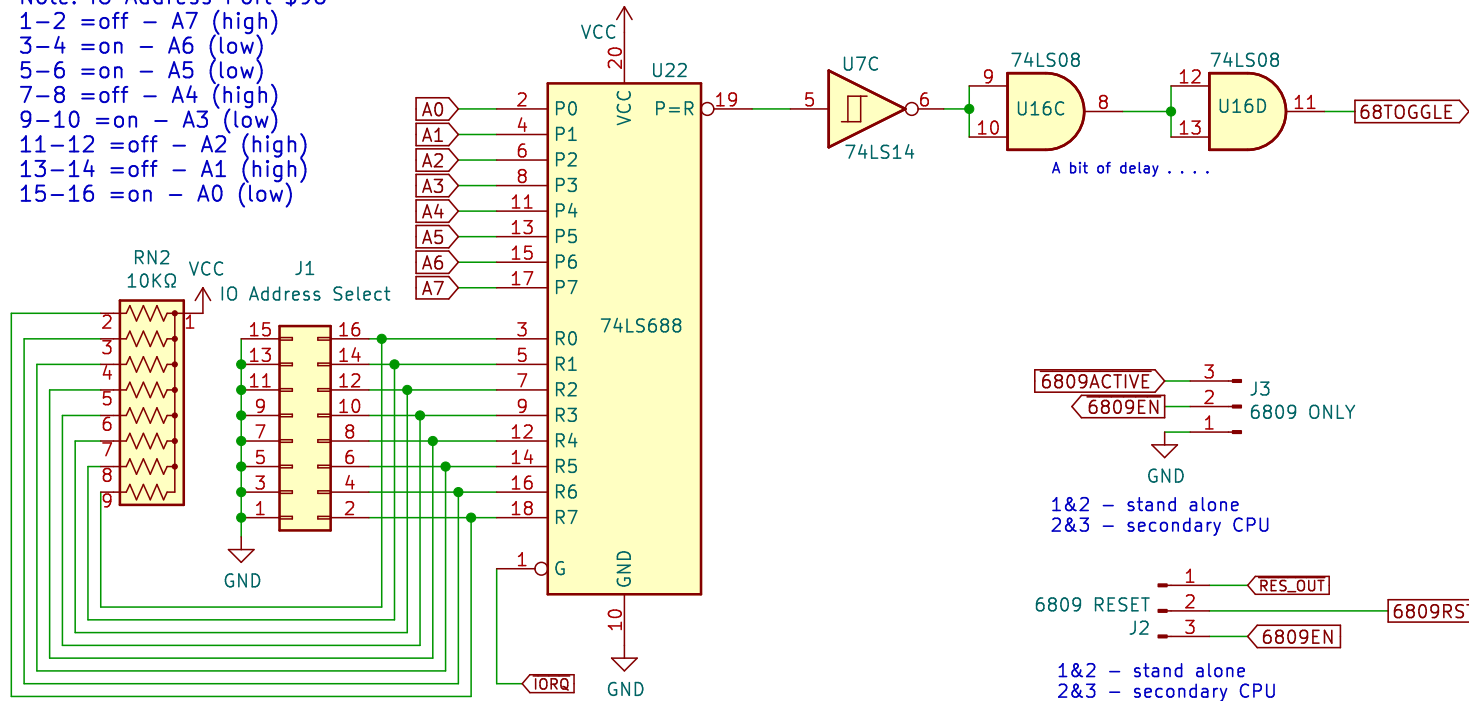 Note: IO Address Port $96
1-2 =off - A7 (high)
3-4 =on - A6 (low)
5-6 =on - A5 (low)
7-8 =off - A4 (high)
9-10 =on - A3 (low)
11-12 =off - A2 (high)
13-14 =off - A1 (high)
15-16 =on - A0 (low)
VCC
20
U22
VCC
P=R
19
A0 2 P0
A1 4 P1
A2 6 P2
A3 8 P3
A4 11 P4
A5 13 P5
A6 15 P6
A7 17 P7
74LS688
3 R0
5 R1
7 R2
9 R3
12 R4
14 R5
16 R6
18 R7
1 G
GND
10
GND
IORQ
U7C
5
6
74LS14
74LS08
9
10
U16C
8
74LS08
12
13
U16D
11
68TOGGLE
A bit of delay . . . .
RN2
10KΩ
VCC
1
2
3
4
5
6
7
8
9
J1
IO Address Select
15 16
13 14
11 12
9 10
7 8
5 6
3 4
1 2
GND
6809ACTIVE 3
6809EN 2
1
J3
6809 ONLY
GND
1&2 - stand alone
2&3 - secondary CPU
6809 RESET
J2
1 RES_OUT
2 6809RS
3 6809EN
1&2 - stand alone
2&3 - secondary CPU